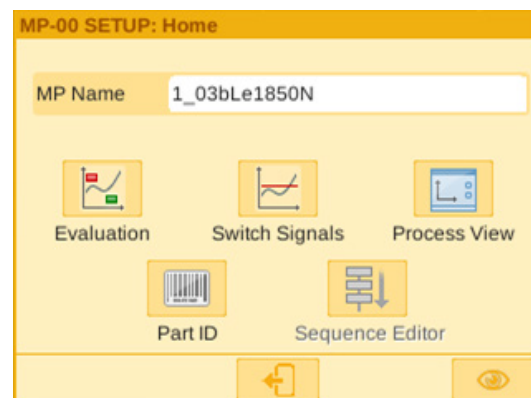 MP-00 SETUP: Home
MP Name 1_03bLe1850N
Evaluation Switch Signals Process View
Part ID Sequence Editor